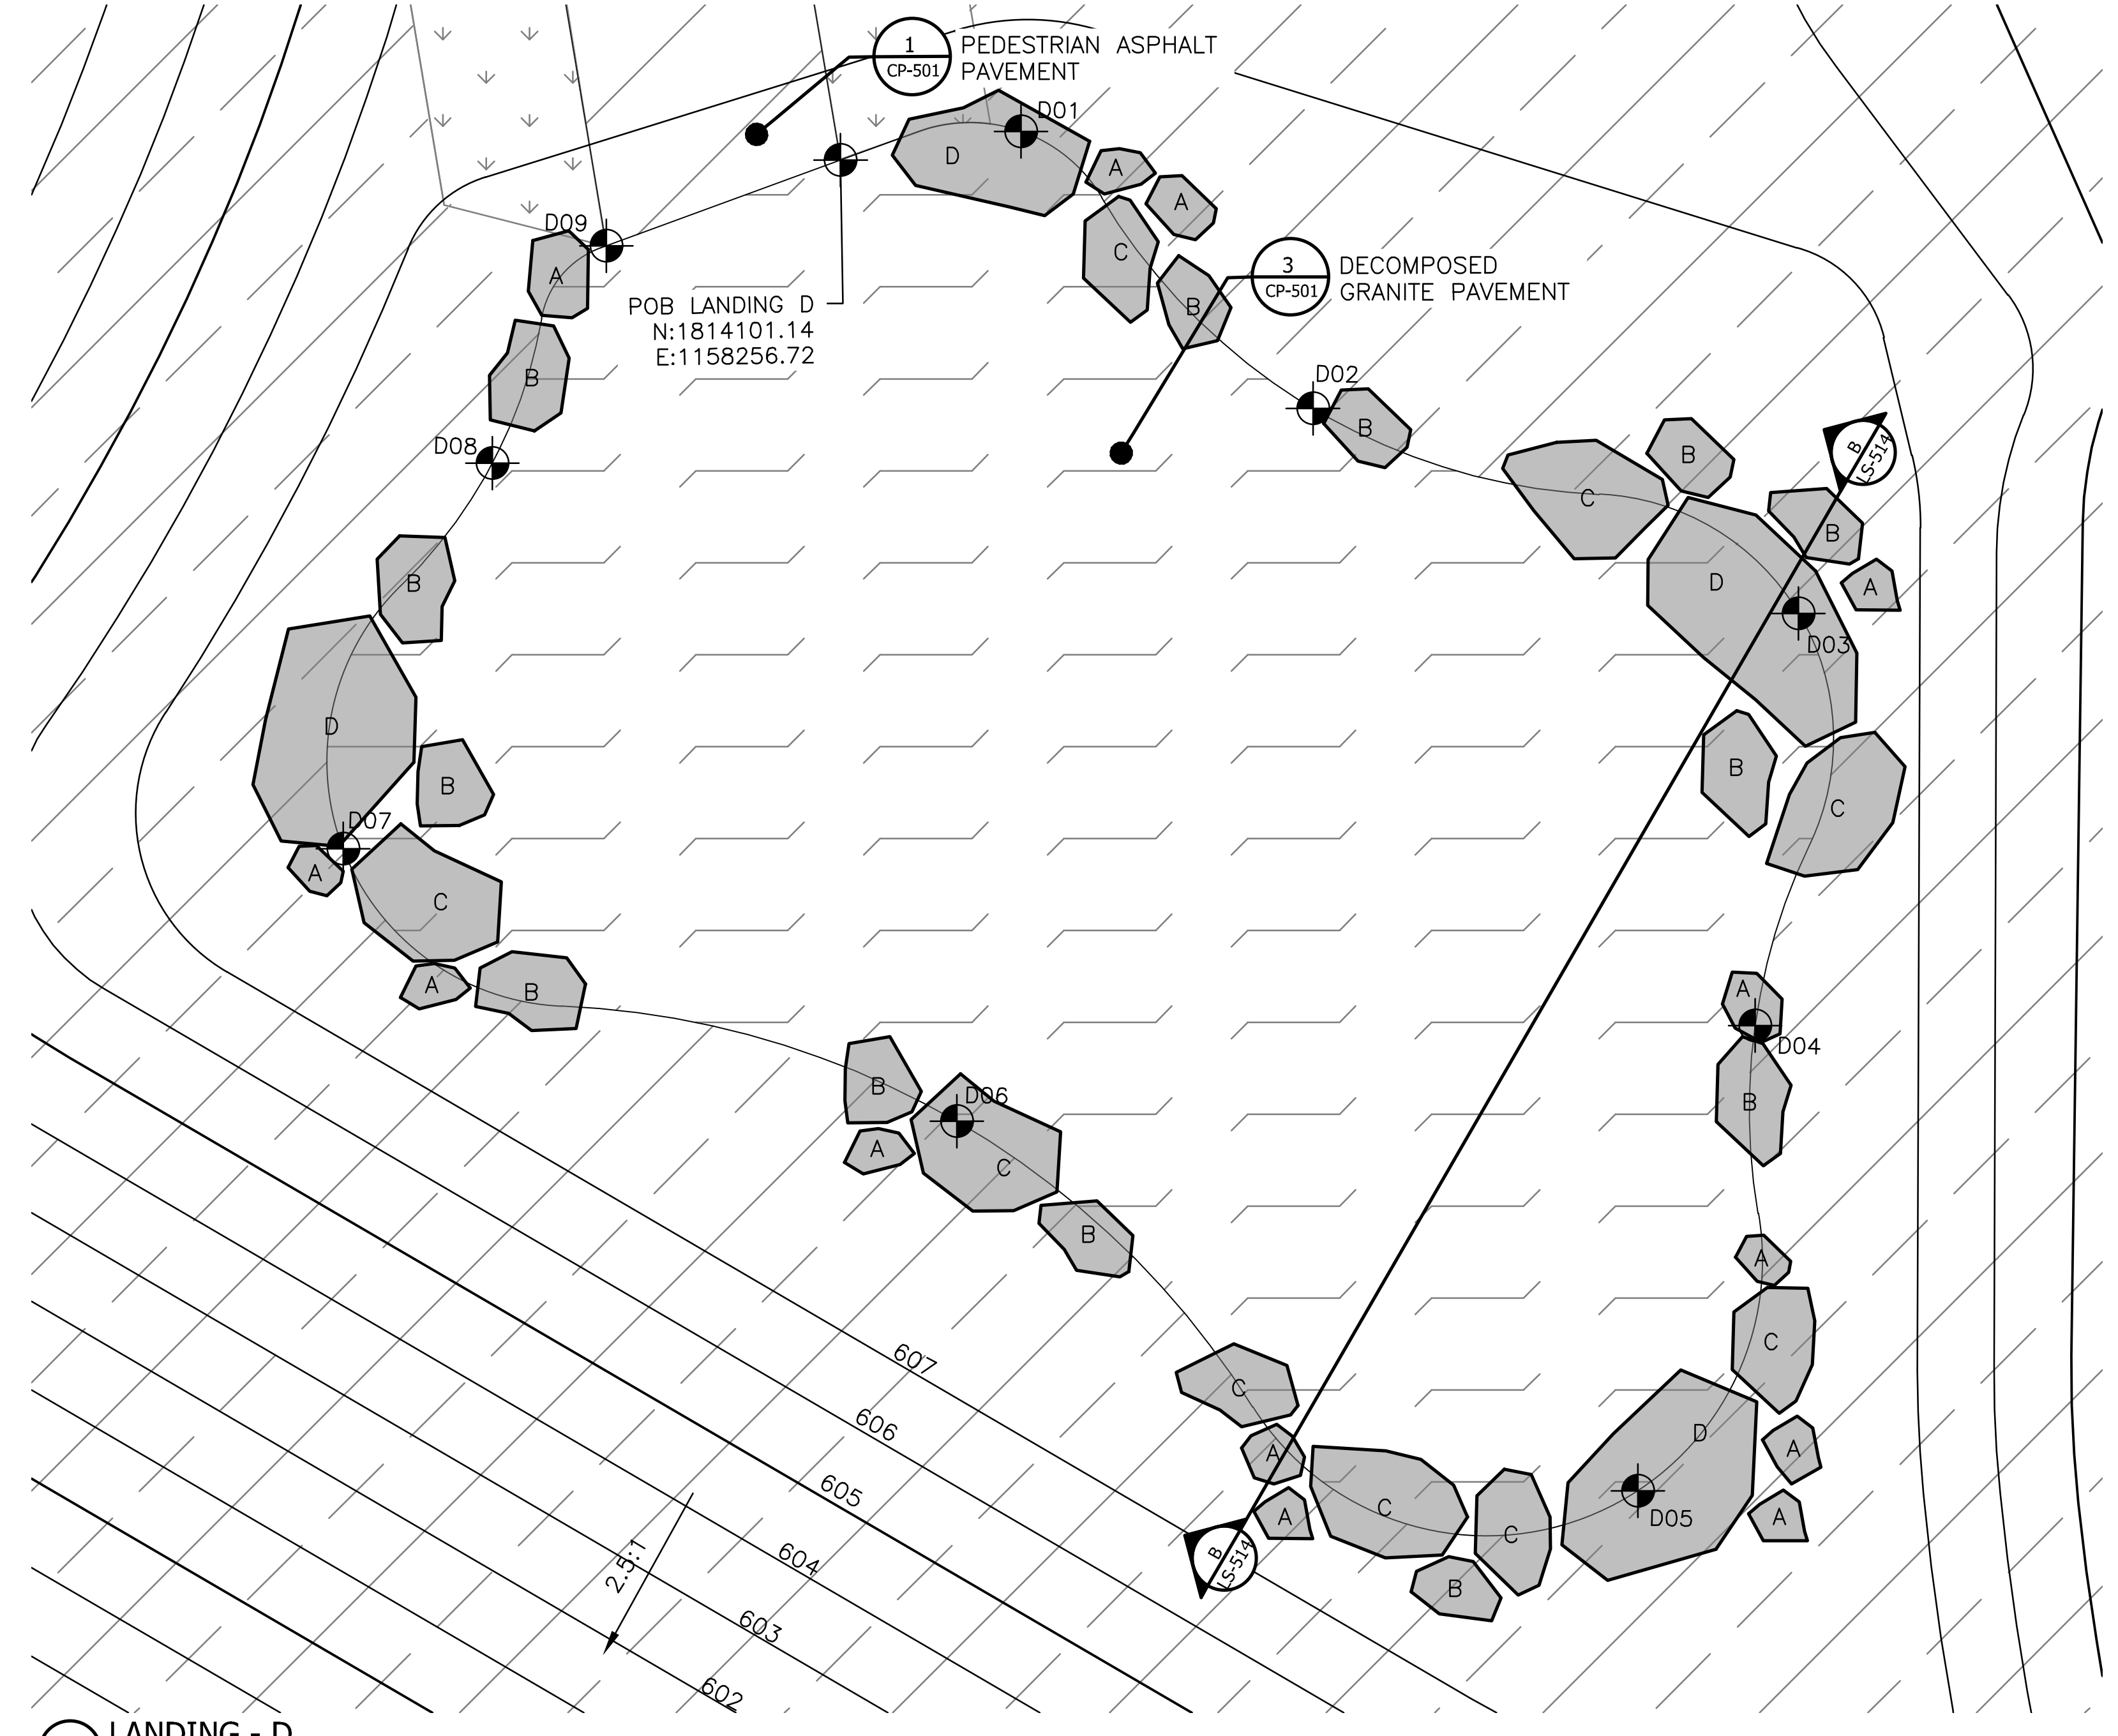 1
CP-501
PEDESTRIAN ASPHALT
PAVEMENT
D01
D
A
A
D09
C
3
CP-501
DECOMPOSED
GRANITE PAVEMENT
A
POB LANDING D
N:1814101.14
E:1158256.72
B
D02
B
B
D08
B
B
LS-514
C
B
B
D
A
D03
D
B
B
C
D07
A
C
A
B
A
D04
B
D06
B
A
C
B
A
C
607
C
606
D
A
A
605
C
A
D05
A
C
B
LS-514
604
2.5:1
B
603
602
LANDING - D